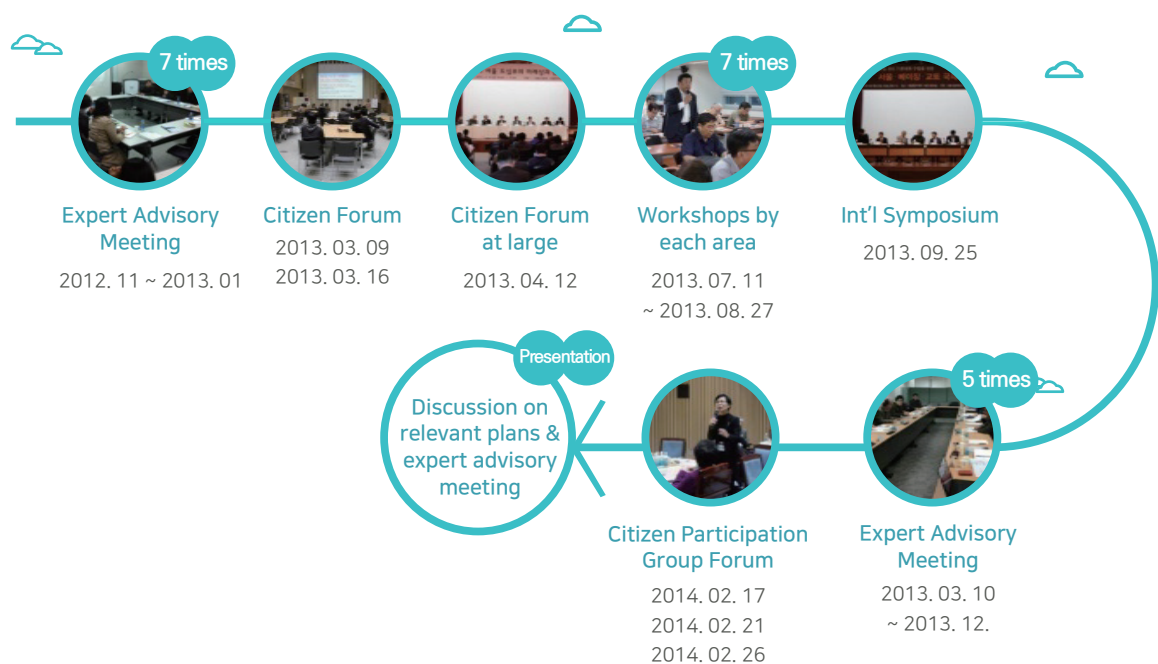 7 times
Expert Advisory
Meeting
2012. 11 ~ 2013. 01
Citizen Forum
2013. 03. 09
2013. 03. 16
Citizen Forum
at large
2013. 04. 12
7 times
Workshops by
each area
2013. 07. 11
~ 2013. 08. 27
Int'l Symposium
2013. 09. 25
5 times
Expert Advisory
Meeting
2013. 03. 10
~ 2013. 12.
Citizen Participation
Group Forum
2014. 02. 17
2014. 02. 21
2014. 02. 26
Presentation
Discussion on
relevant plans &
expert advisory
meeting